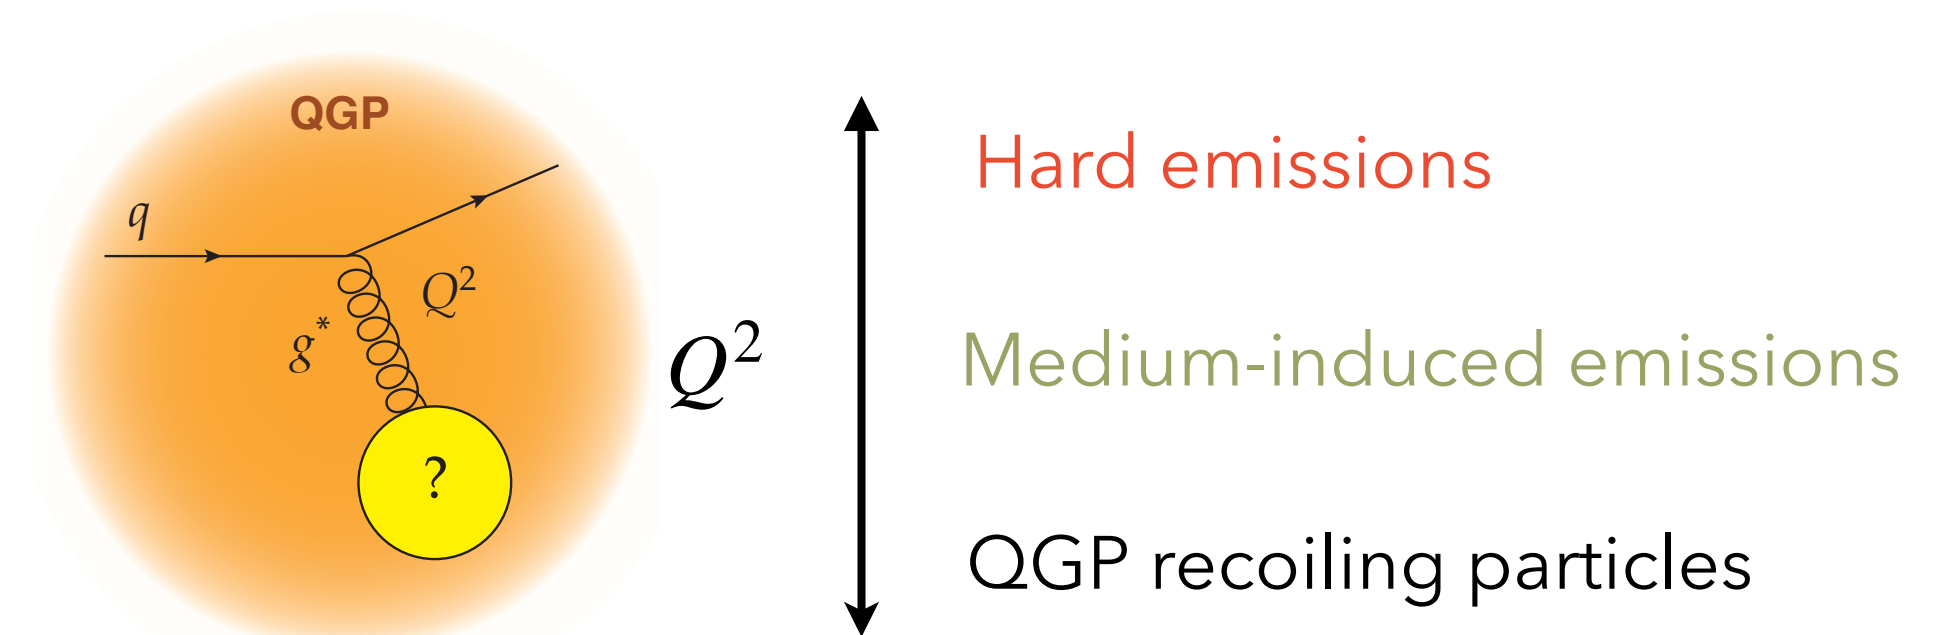 QGP
q
Q²
g*
?
Q²
Hard emissions
Medium-induced emissions
QGP recoiling particles